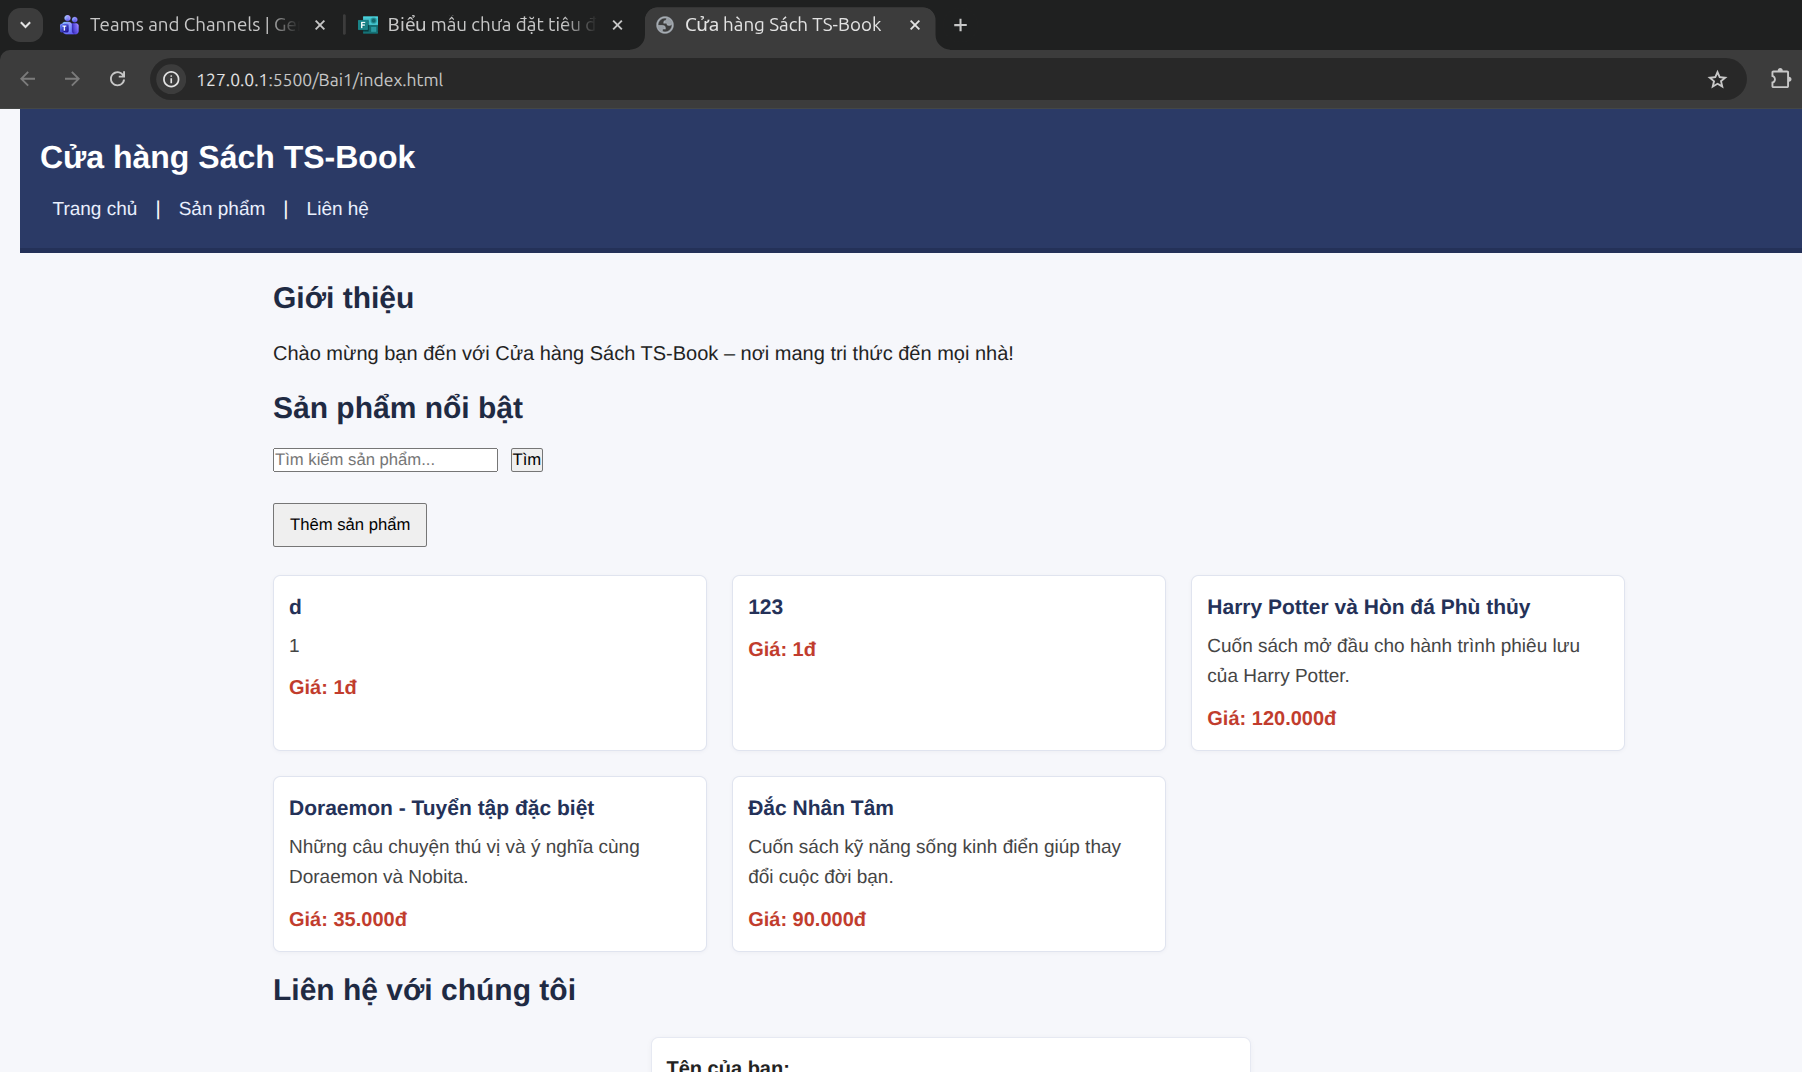 Teams and Channels | Ge
Biểu mẫu chưa đặt tiêu đ
Cửa hàng Sách TS-Book
127.0.0.1:5500/Bai1/index.html
Cửa hàng Sách TS-Book
Trang chủ | Sản phẩm | Liên hệ
Giới thiệu
Chào mừng bạn đến với Cửa hàng Sách TS-Book – nơi mang tri thức đến mọi nhà!
Sản phẩm nổi bật
Tìm kiếm sản phẩm... Tìm
Thêm sản phẩm
d
1
Giá: 1đ
123
Giá: 1đ
Harry Potter và Hòn đá Phù thủy
Cuốn sách mở đầu cho hành trình phiêu lưu
của Harry Potter.
Giá: 120.000đ
Doraemon - Tuyển tập đặc biệt
Những câu chuyện thú vị và ý nghĩa cùng
Doraemon và Nobita.
Giá: 35.000đ
Đắc Nhân Tâm
Cuốn sách kỹ năng sống kinh điển giúp thay
đổi cuộc đời bạn.
Giá: 90.000đ
Liên hệ với chúng tôi
Tên của bạn: